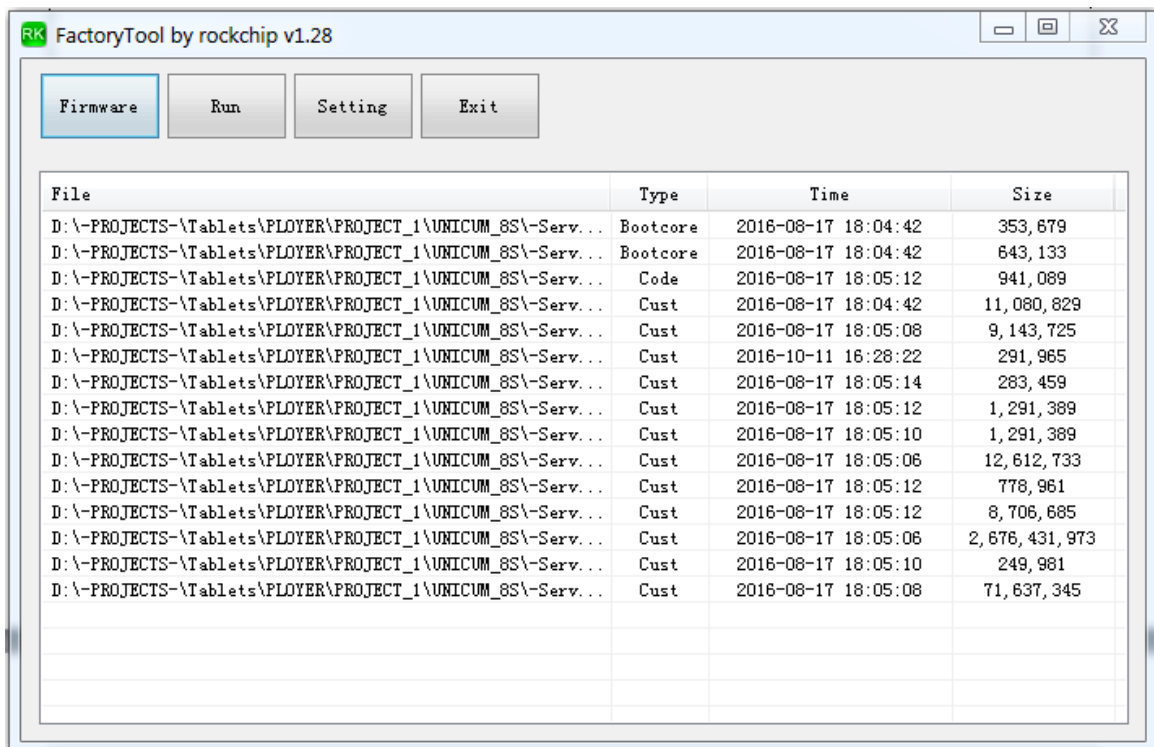 RK FactoryTool by rockchip v1.28
Firmware Run Setting Exit
File Type Time Size
D:\-PROJECTS-\Tablets\PLOYER\PROJECT_1\UNICUM_8S\-Serv... Bootcore 2016-08-17 18:04:42 353,679
D:\-PROJECTS-\Tablets\PLOYER\PROJECT_1\UNICUM_8S\-Serv... Bootcore 2016-08-17 18:04:42 643,133
D:\-PROJECTS-\Tablets\PLOYER\PROJECT_1\UNICUM_8S\-Serv... Code 2016-08-17 18:05:12 941,089
D:\-PROJECTS-\Tablets\PLOYER\PROJECT_1\UNICUM_8S\-Serv... Cust 2016-08-17 18:04:42 11,080,829
D:\-PROJECTS-\Tablets\PLOYER\PROJECT_1\UNICUM_8S\-Serv... Cust 2016-08-17 18:05:08 9,143,725
D:\-PROJECTS-\Tablets\PLOYER\PROJECT_1\UNICUM_8S\-Serv... Cust 2016-10-11 16:28:22 291,965
D:\-PROJECTS-\Tablets\PLOYER\PROJECT_1\UNICUM_8S\-Serv... Cust 2016-08-17 18:05:14 283,459
D:\-PROJECTS-\Tablets\PLOYER\PROJECT_1\UNICUM_8S\-Serv... Cust 2016-08-17 18:05:12 1,291,389
D:\-PROJECTS-\Tablets\PLOYER\PROJECT_1\UNICUM_8S\-Serv... Cust 2016-08-17 18:05:10 1,291,389
D:\-PROJECTS-\Tablets\PLOYER\PROJECT_1\UNICUM_8S\-Serv... Cust 2016-08-17 18:05:06 12,612,733
D:\-PROJECTS-\Tablets\PLOYER\PROJECT_1\UNICUM_8S\-Serv... Cust 2016-08-17 18:05:12 778,961
D:\-PROJECTS-\Tablets\PLOYER\PROJECT_1\UNICUM_8S\-Serv... Cust 2016-08-17 18:05:12 8,706,685
D:\-PROJECTS-\Tablets\PLOYER\PROJECT_1\UNICUM_8S\-Serv... Cust 2016-08-17 18:05:06 2,676,431,973
D:\-PROJECTS-\Tablets\PLOYER\PROJECT_1\UNICUM_8S\-Serv... Cust 2016-08-17 18:05:10 249,981
D:\-PROJECTS-\Tablets\PLOYER\PROJECT_1\UNICUM_8S\-Serv... Cust 2016-08-17 18:05:08 71,637,345